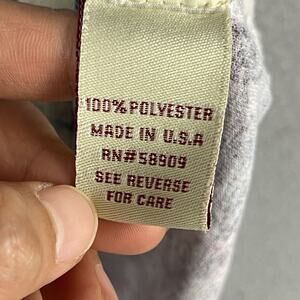 100% POLYESTER
MADE IN U.S.A
RN# 58909
SEE REVERSE
FOR CARE